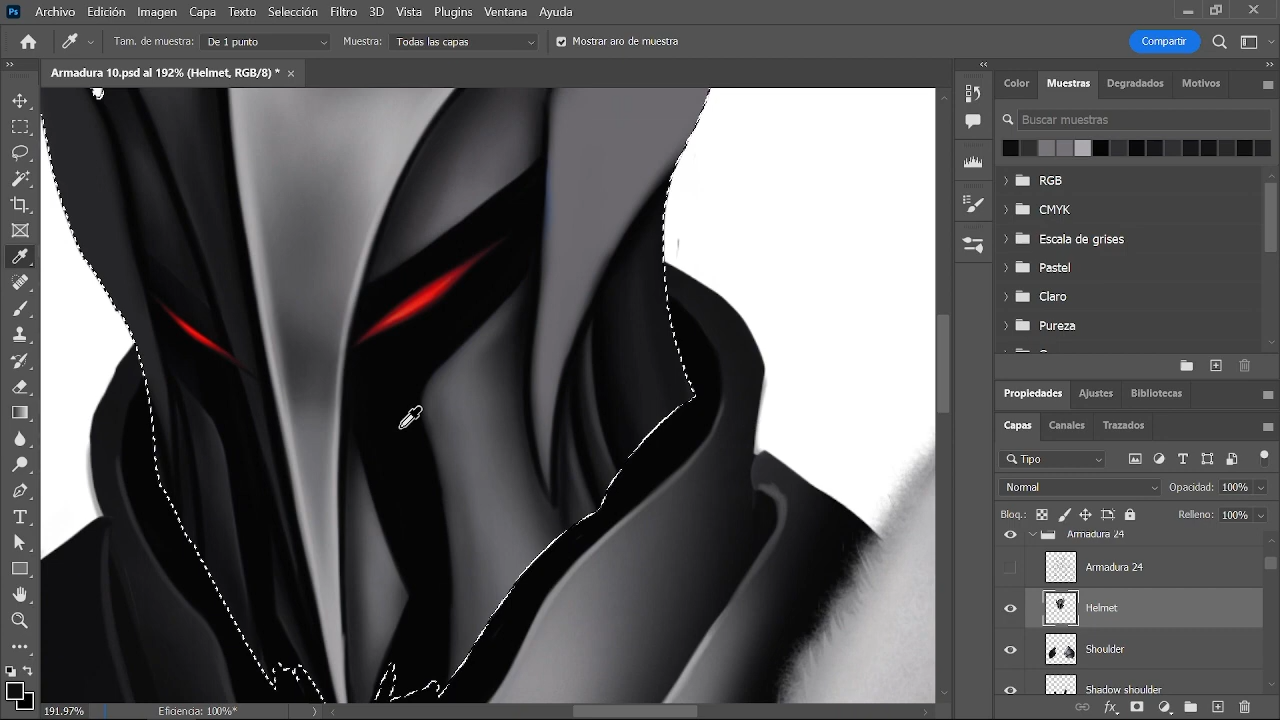 Ps Archivo Edición Imagen Capa Texto Selección Filtro 3D Vista Plugins Ventana Ayuda
Tam. de muestra: De 1 punto Muestra: Todas las capas Mostrar aro de muestra Compartir
Armadura 10.psd al 192% (Helmet, RGB/8) *
Color Muestras Degradados Motivos
Buscar muestras
RGB
CMYK
Escala de grises
Pastel
Claro
Pureza
Propiedades Ajustes Bibliotecas
Capas Canales Trazados
Tipo
Normal Opacidad: 100%
Bloq.: Relleno: 100%
Armadura 24
Armadura 24
Helmet
Shoulder
Shadow shoulder
191.97% Eficiencia: 100%*